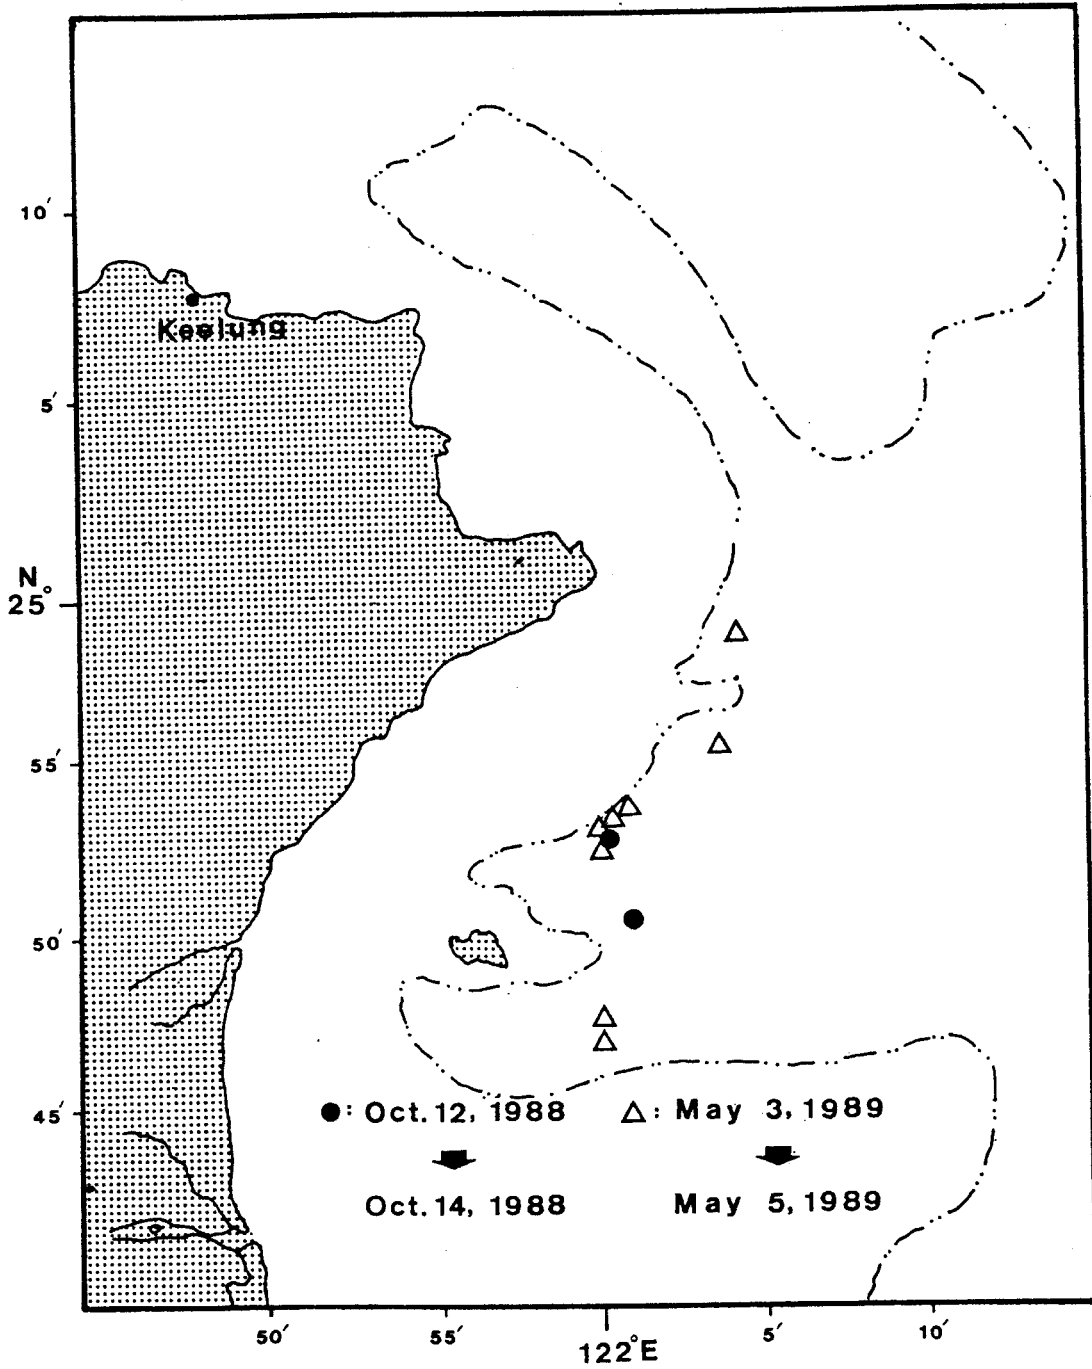 10′
Keelung
5′
N
25°
55′
50′
45′
: Oct. 12, 1988
: May 3, 1989
Oct. 14, 1988
May 5, 1989
50′
55′
122°E
5′
10′